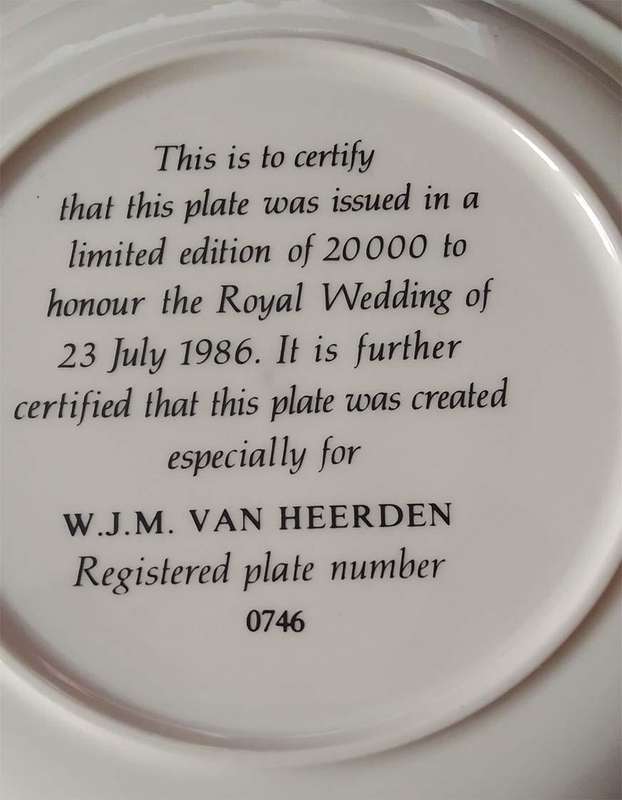 This is to certify
that this plate was issued in a
limited edition of 20000 to
honour the Royal Wedding of
23 July 1986. It is further
certified that this plate was created
especially for
W.J.M. VAN HEERDEN
Registered plate number
0746